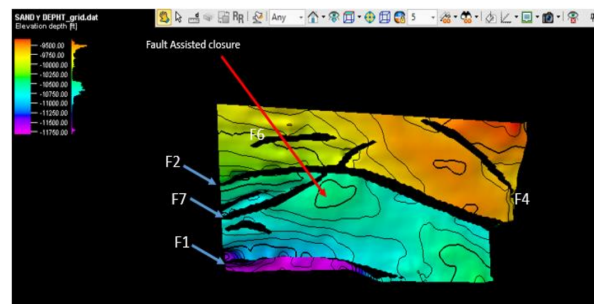 SAND Y DEPHT_grid.dat
Elevation depth [ft]
-9500.00
-9750.00
-10000.00
-10250.00
-10500.00
-10750.00
-11000.00
-11250.00
-11500.00
-11750.00
Any
5
Fault Assisted closure
F6
F2
F7
F4
F1